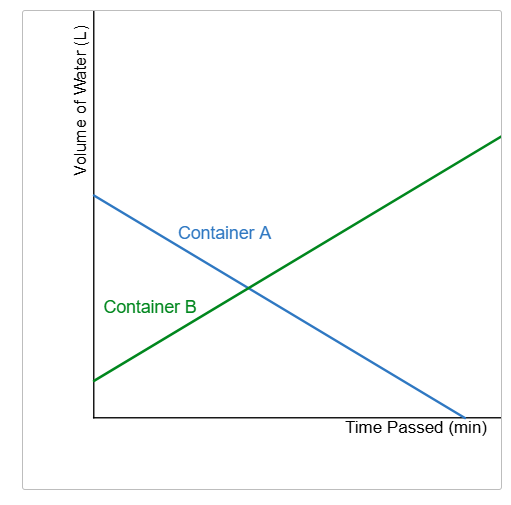 Volume of Water (L)
Container A
Container B
Time Passed (min)